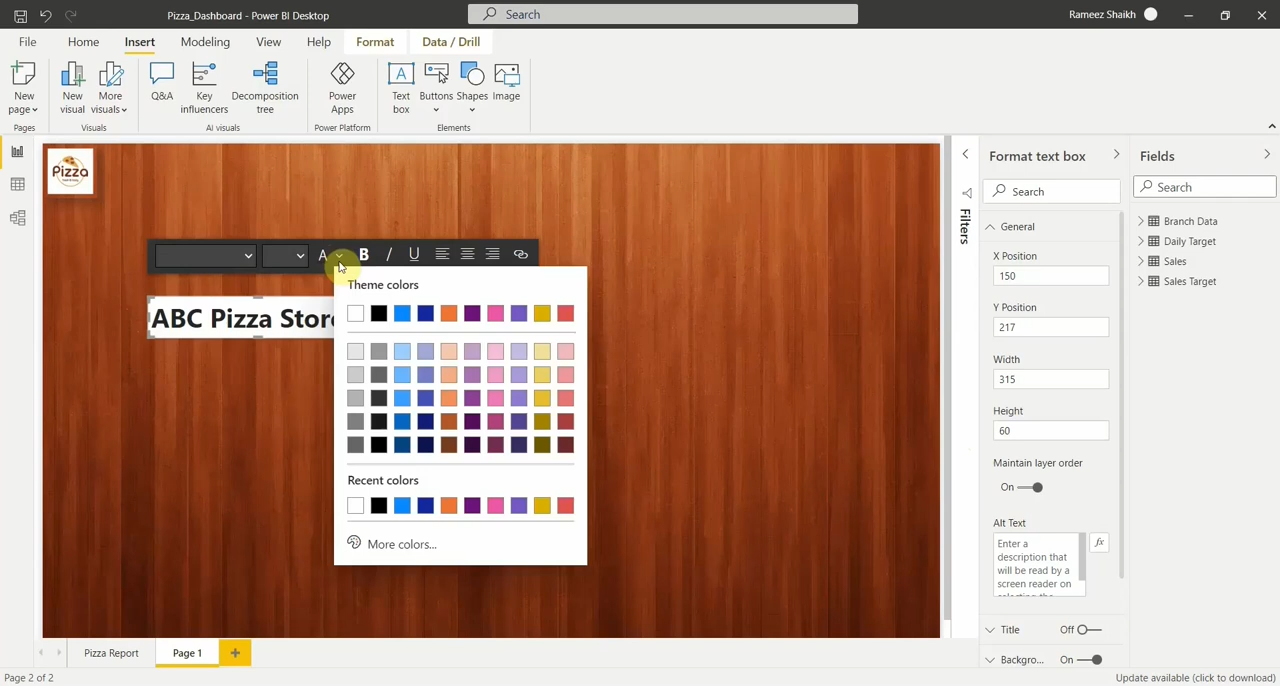 Pizza_Dashboard - Power BI Desktop
Search
Rameez Shaikh
File
Home
Insert
Modeling
View
Help
Format
Data / Drill
New page
New visual
More visuals
Q&A
Key influencers
Decomposition tree
Power Apps
Text box
Buttons
Shapes
Image
Pages
Visuals
AI visuals
Power Platform
Elements
Pizza
A
B
I
U
ABC Pizza Store
Theme colors
Recent colors
More colors...
Filters
Format text box
Search
General
X Position
150
Y Position
217
Width
315
Height
60
Maintain layer order
On
Alt Text
Enter a
description that
will be read by a
screen reader on
fx
Title
Off
Backgro...
On
Fields
Search
Branch Data
Daily Target
Sales
Sales Target
Pizza Report
Page 1
Page 2 of 2
Update available (click to download)